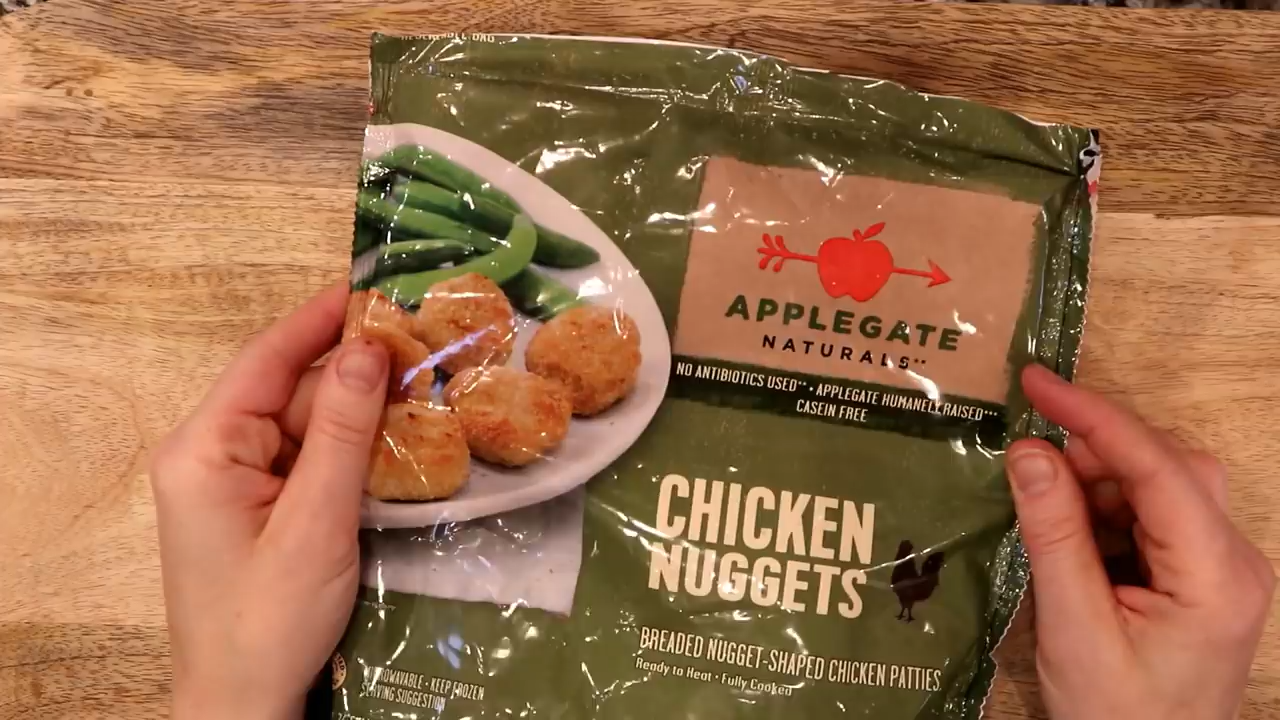 APPLEGATE
NATURALS**
NO ANTIBIOTICS USED** • APPLEGATE HUMANELY RAISED***
CASEIN FREE
CHICKEN
NUGGETS
BREADED NUGGET-SHAPED CHICKEN PATTIES
Ready to Heat • Fully Cooked
KEEP FROZEN
SERVING SUGGESTION